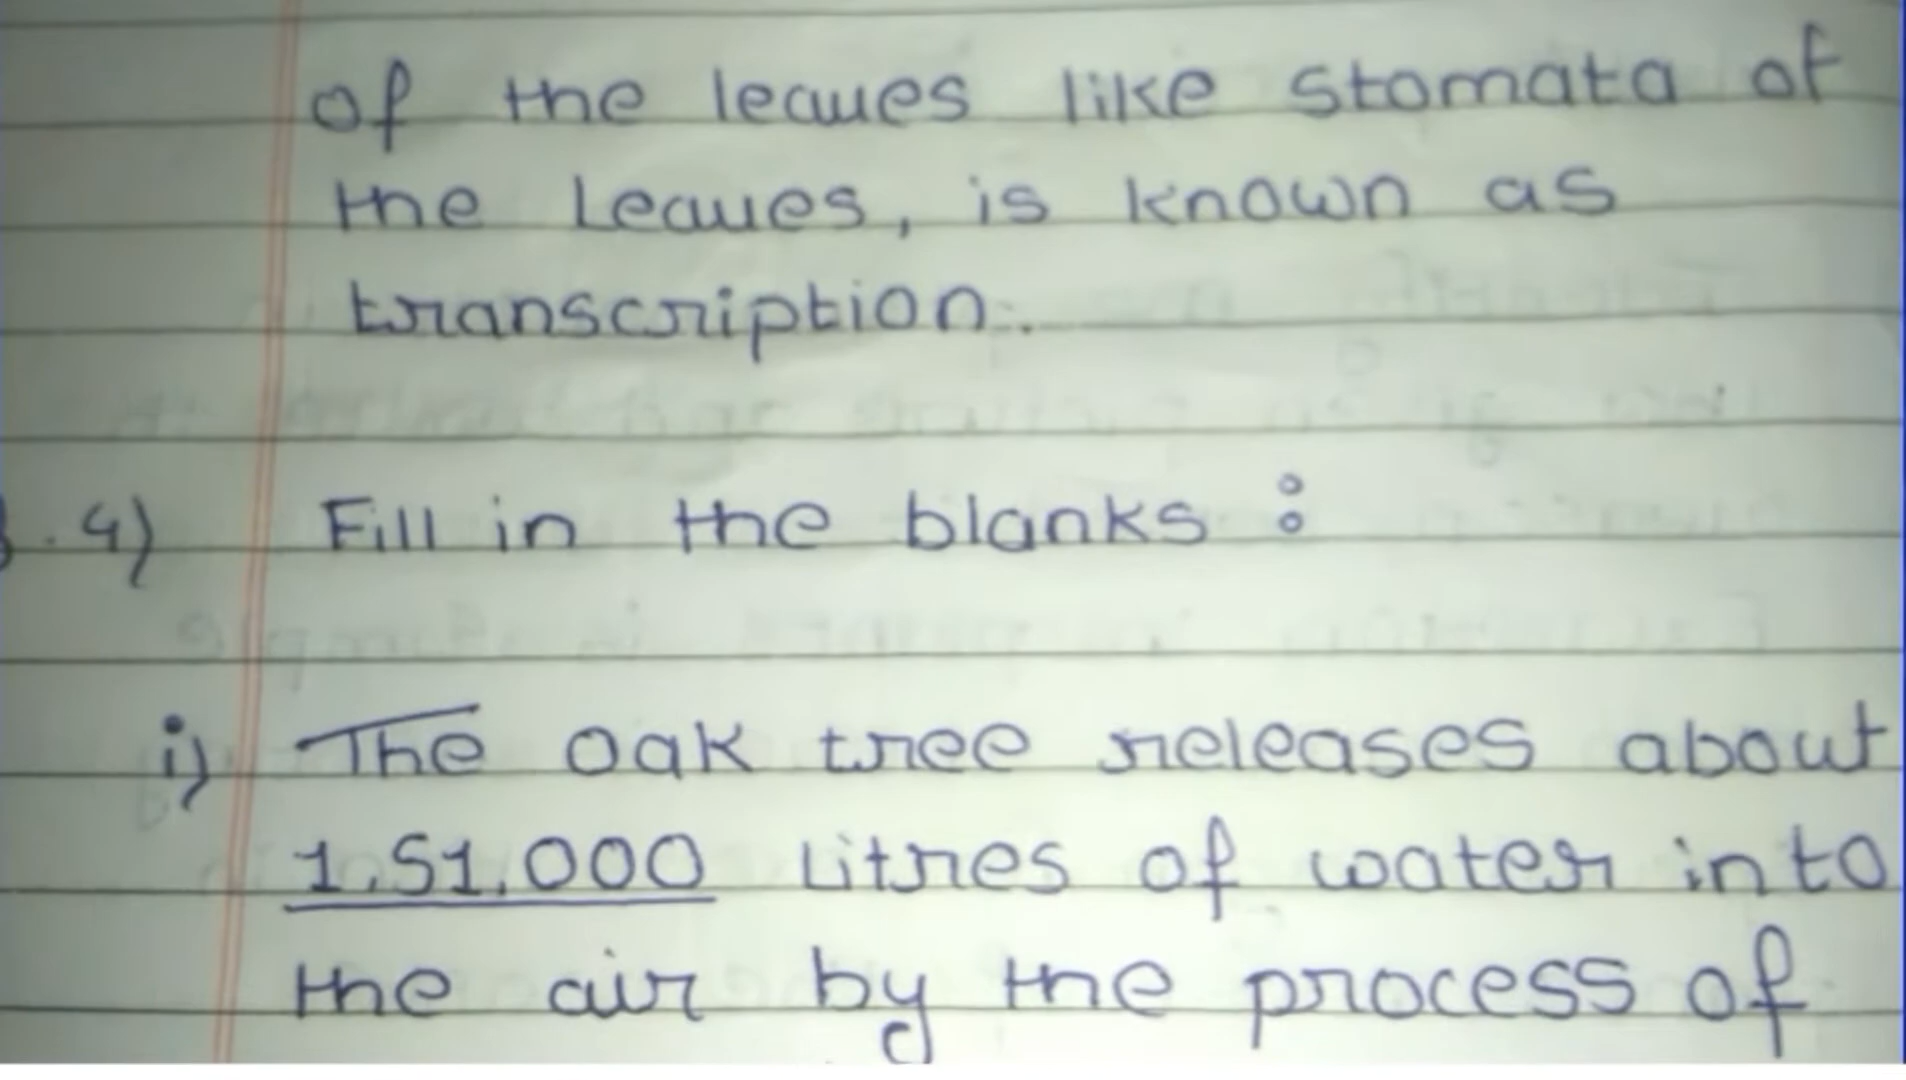 of the leaves like stomata of
the Leaves, is known as
transcription.
3.4) Fill in the blanks :
i) The oak tree releases about
1,51,000 Litres of water into
the air by the process of